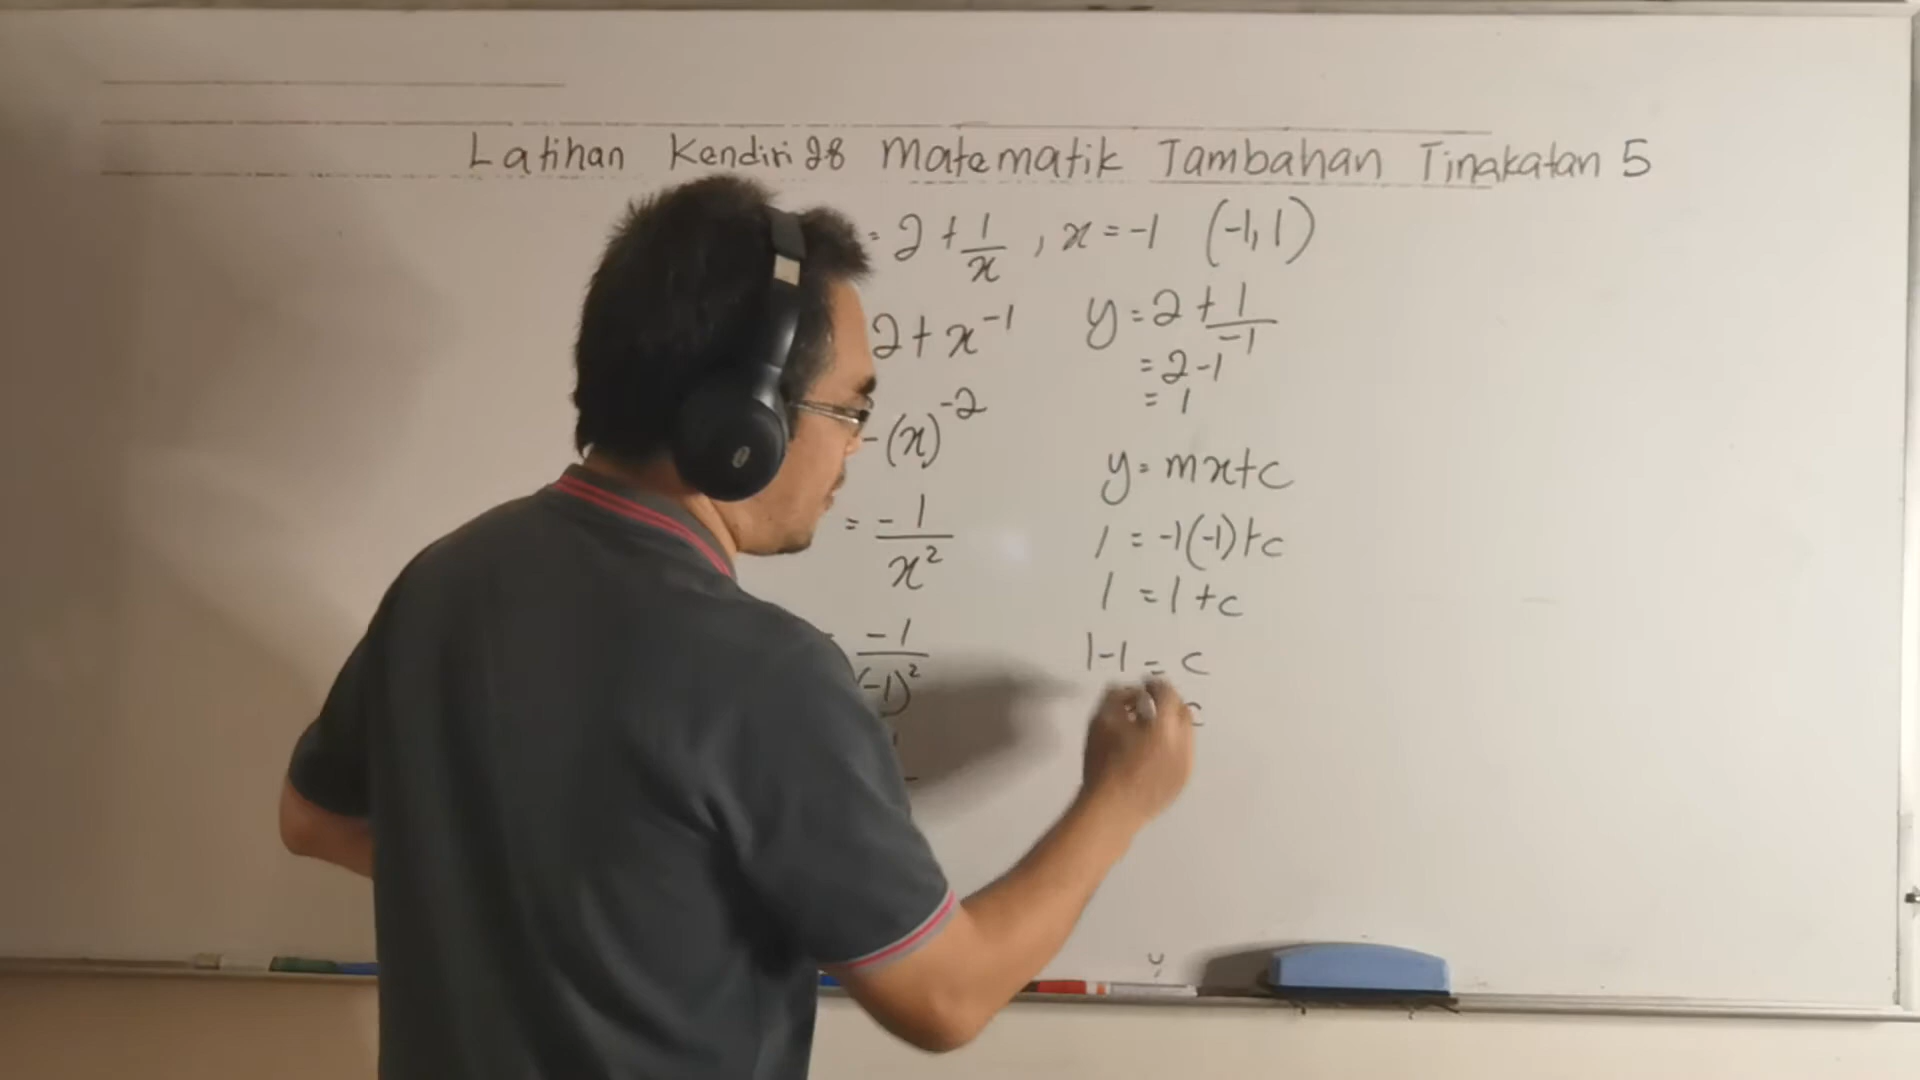 Latihan Kendiri 28 Matematik Tambahan Tinakatan 5
= 2 + 1/x , x = -1 (-1, 1)
2 + x⁻¹
-(x)⁻²
= -1/x²
-1/(-1)²
y = 2 + 1/-1
= 2 - 1
= 1
y = mx + c
1 = -1(-1) + c
1 = 1 + c
1 - 1 = c
c